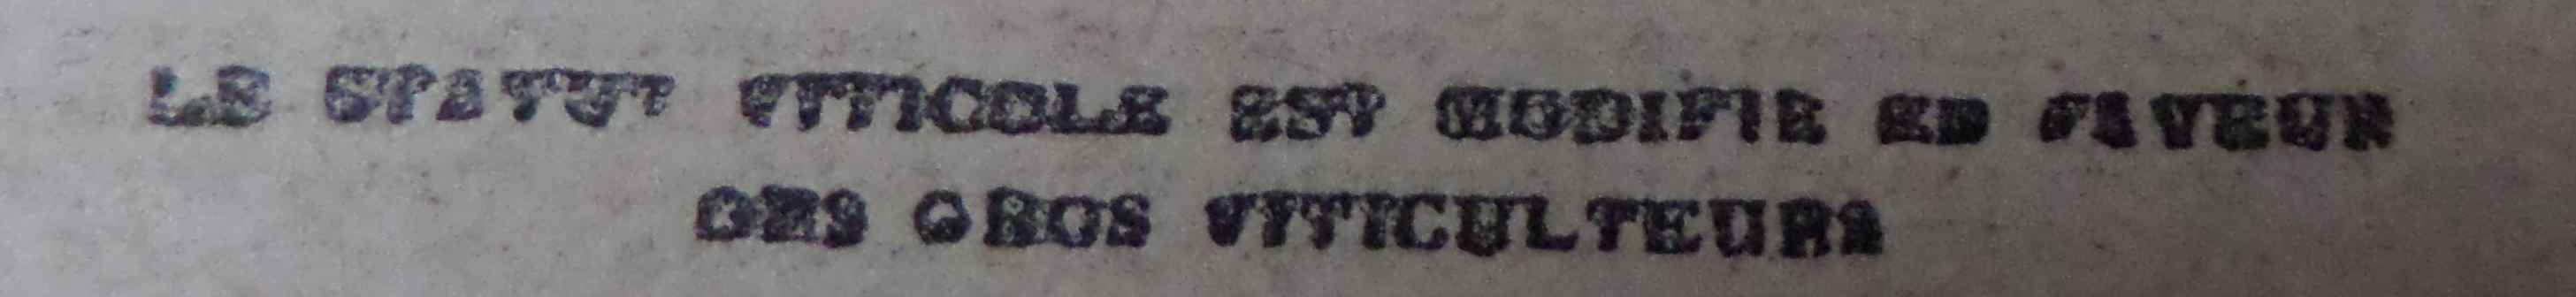 LE STATUT VITICOLE EST MODIFIE EN FAVEUR
DES GROS VITICULTEURS